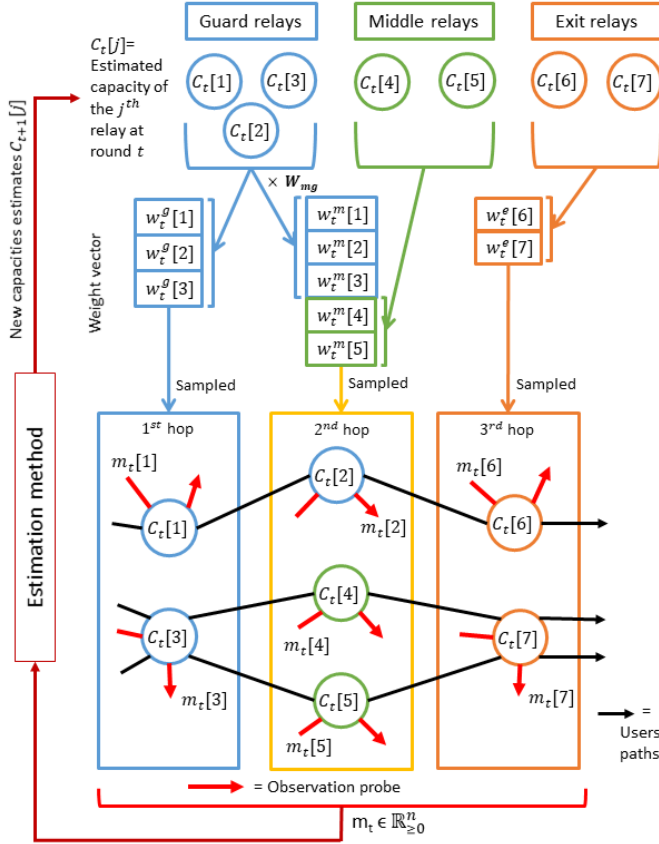 Guard relays
Middle relays
Exit relays
C_t[j]=
Estimated
capacity of
the j^th
relay at
round t
C_t[1]
C_t[3]
C_t[2]
C_t[4]
C_t[5]
C_t[6]
C_t[7]
× W_mg
New capacities estimates C_{t+1}[j]
Weight vector
w_t^g[1]
w_t^g[2]
w_t^g[3]
w_t^m[1]
w_t^m[2]
w_t^m[3]
w_t^m[4]
w_t^m[5]
w_t^e[6]
w_t^e[7]
Sampled
Sampled
Sampled
Estimation method
1^st hop
2^nd hop
3^rd hop
m_t[1]
C_t[1]
C_t[2]
m_t[2]
m_t[6]
C_t[6]
C_t[3]
m_t[3]
C_t[4]
m_t[4]
C_t[5]
m_t[5]
C_t[7]
m_t[7]
=
Users
paths
= Observation probe
m_t ∈ ℝ_{≥0}^n